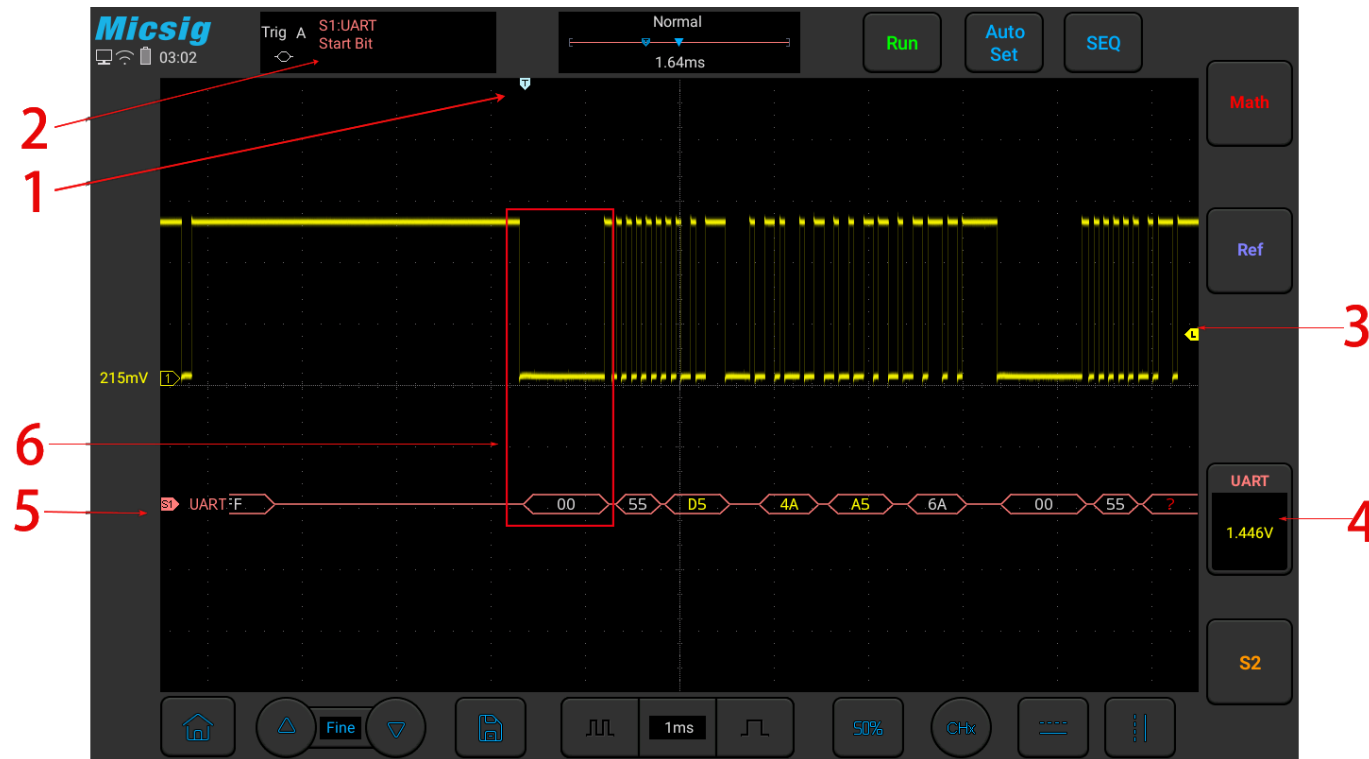 Micsig
03:02
Trig A S1:UART
Start Bit
Normal
1.64ms
Run
Auto
Set
SEQ
T
2
1
Math
Ref
L
3
215mV 1
6
5
S1 UART FF 00 55 D5 4A A5 6A 00 55 ?
UART
1.446V
4
S2
Fine
1ms
50%
CHx